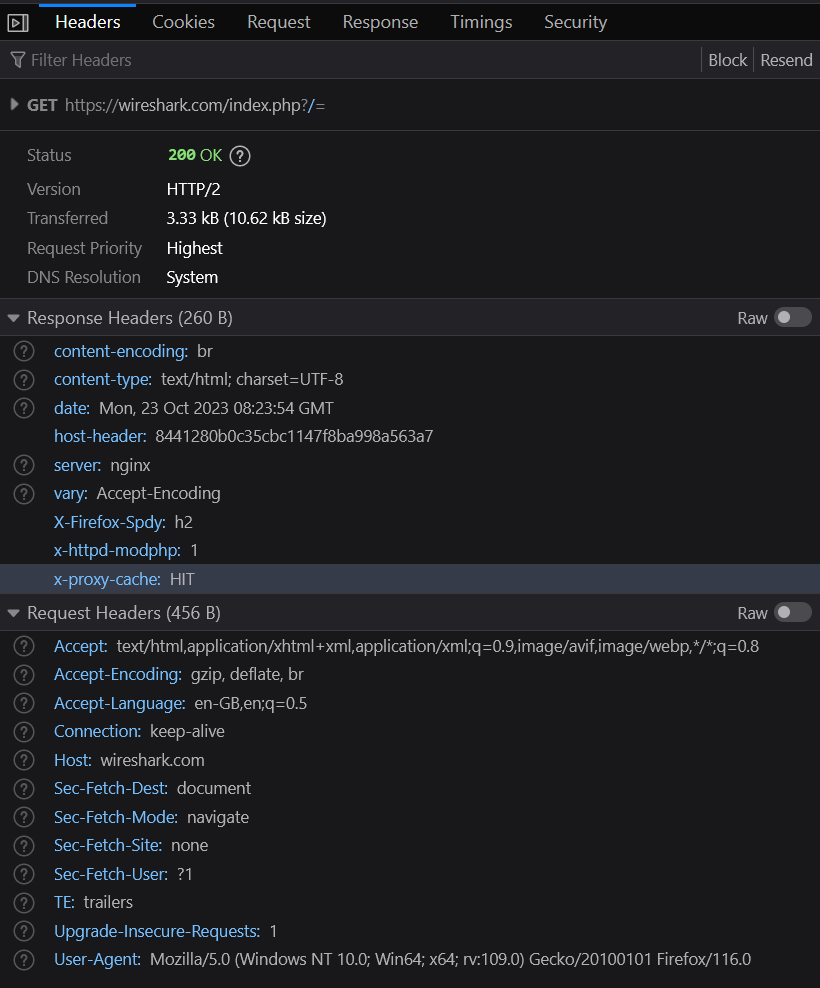 Headers Cookies Request Response Timings Security
Filter Headers Block Resend
GET https://wireshark.com/index.php?/=
Status 200 OK ?
Version HTTP/2
Transferred 3.33 kB (10.62 kB size)
Request Priority Highest
DNS Resolution System
Response Headers (260 B) Raw
? content-encoding: br
? content-type: text/html; charset=UTF-8
? date: Mon, 23 Oct 2023 08:23:54 GMT
host-header: 8441280b0c35cbc1147f8ba998a563a7
? server: nginx
? vary: Accept-Encoding
X-Firefox-Spdy: h2
x-httpd-modphp: 1
x-proxy-cache: HIT
Request Headers (456 B) Raw
? Accept: text/html,application/xhtml+xml,application/xml;q=0.9,image/avif,image/webp,*/*;q=0.8
? Accept-Encoding: gzip, deflate, br
? Accept-Language: en-GB,en;q=0.5
? Connection: keep-alive
? Host: wireshark.com
? Sec-Fetch-Dest: document
? Sec-Fetch-Mode: navigate
? Sec-Fetch-Site: none
? Sec-Fetch-User: ?1
? TE: trailers
? Upgrade-Insecure-Requests: 1
? User-Agent: Mozilla/5.0 (Windows NT 10.0; Win64; x64; rv:109.0) Gecko/20100101 Firefox/116.0